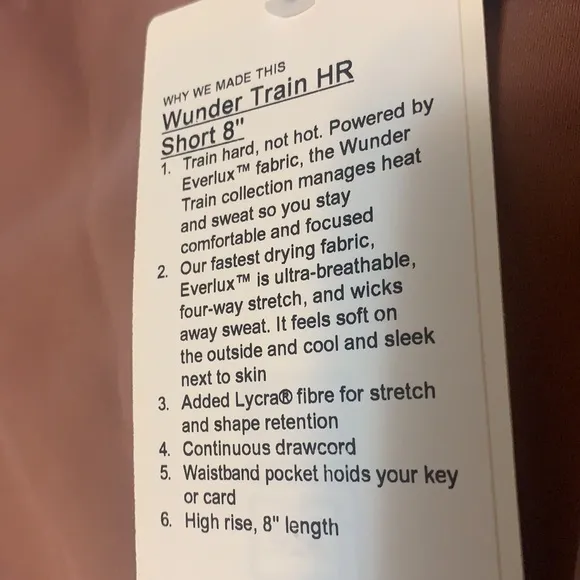 WHY WE MADE THIS
Wunder Train HR
Short 8"
1. Train hard, not hot. Powered by
Everlux™ fabric, the Wunder
Train collection manages heat
and sweat so you stay
comfortable and focused
2. Our fastest drying fabric,
Everlux™ is ultra-breathable,
four-way stretch, and wicks
away sweat. It feels soft on
the outside and cool and sleek
next to skin
3. Added Lycra® fibre for stretch
and shape retention
4. Continuous drawcord
5. Waistband pocket holds your key
or card
6. High rise, 8" length